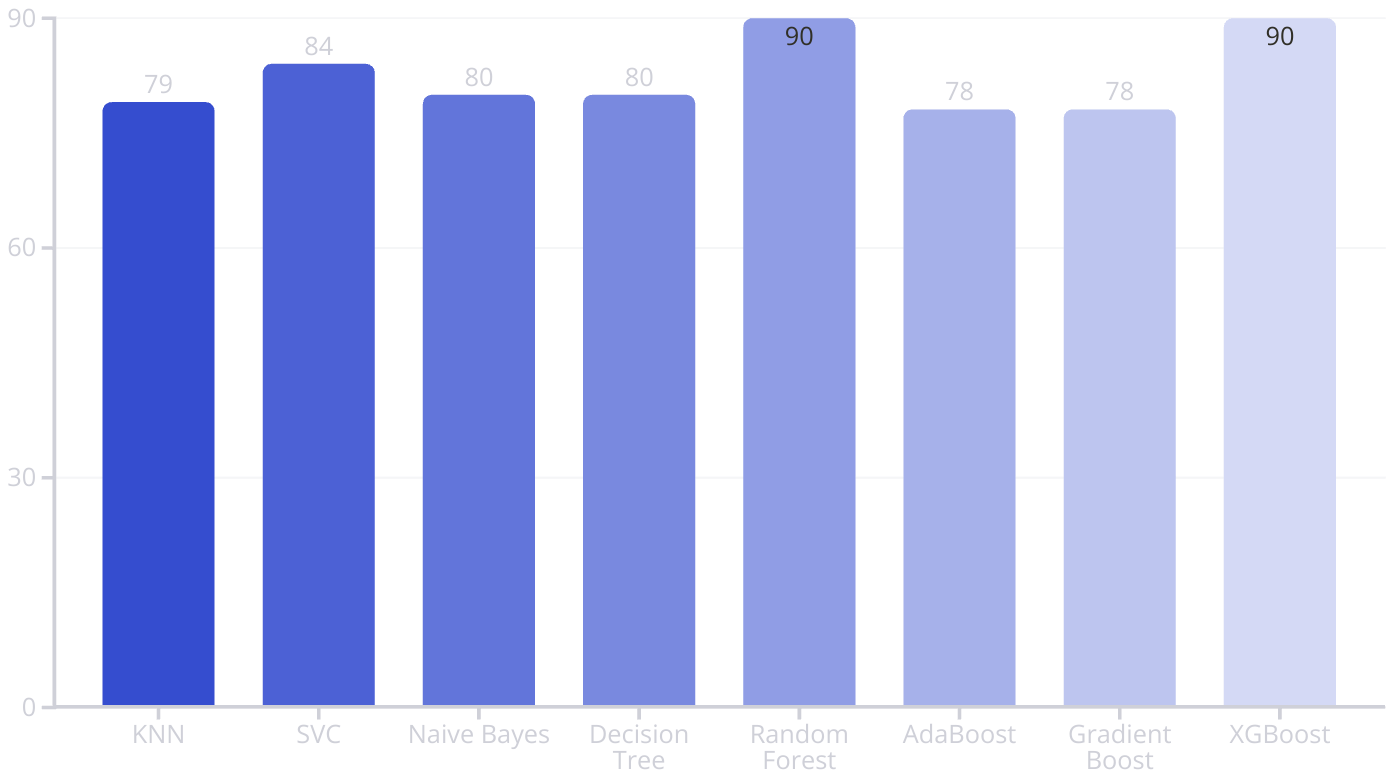 90
60
30
0
79
84
80
80
90
78
78
90
KNN
SVC
Naive Bayes
Decision
Tree
Random
Forest
AdaBoost
Gradient
Boost
XGBoost